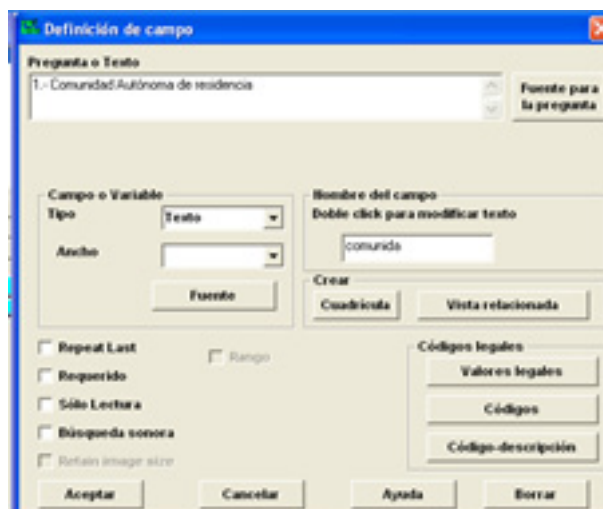 Definición de campo
Pregunta o Texto
1.- Comunidad Autónoma de residencia
Fuente para la pregunta
Campo o Variable
Tipo Texto
Ancho
Fuente
Nombre del campo
Doble click para modificar texto
comunida
Crear
Cuadrícula Vista relacionada
Repeat Last Rango
Requerido
Sólo Lectura
Búsqueda sonora
Retain image size
Códigos legales
Valores legales
Códigos
Código-descripción
Aceptar Cancelar Ayuda Borrar